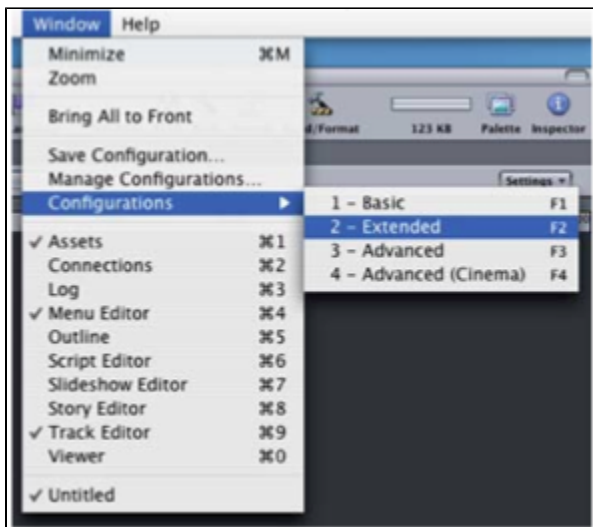 Window Help
Minimize ⌘M
Zoom
Bring All to Front
d/Format 123 KB Palette Inspector
Save Configuration...
Manage Configurations...
Settings
Configurations
1 – Basic F1
2 – Extended F2
3 – Advanced F3
4 – Advanced (Cinema) F4
✓ Assets ⌘1
Connections ⌘2
Log ⌘3
✓ Menu Editor ⌘4
Outline ⌘5
Script Editor ⌘6
Slideshow Editor ⌘7
Story Editor ⌘8
✓ Track Editor ⌘9
Viewer ⌘0
✓ Untitled